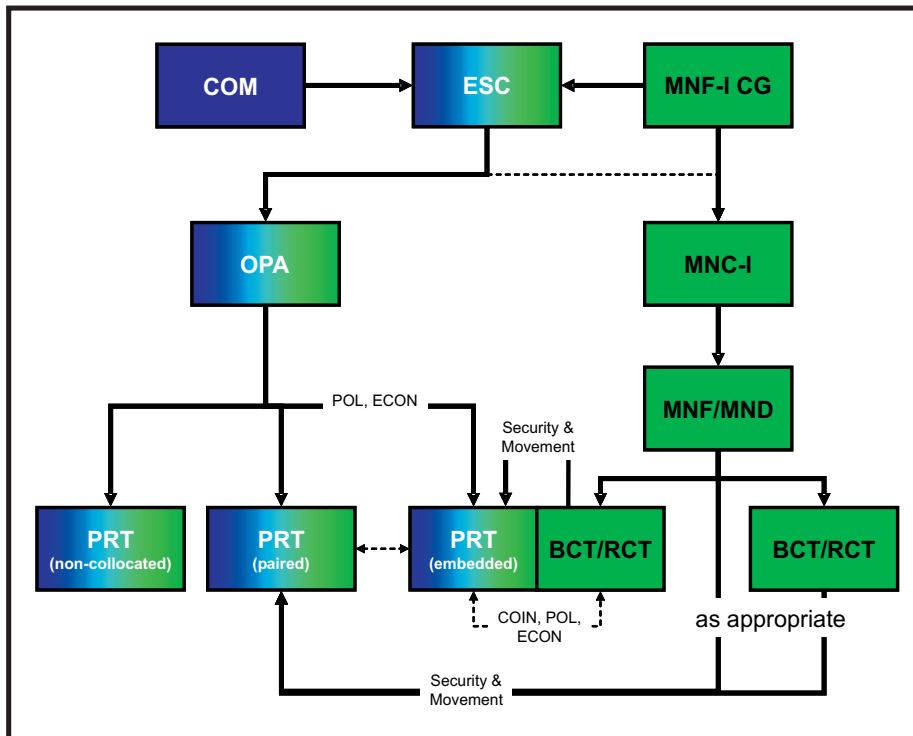 COM
ESC
MNF-I CG
OPA
MNC-I
MNF/MND
POL, ECON
Security &
Movement
PRT
(non-collocated)
PRT
(paired)
PRT
(embedded)
BCT/RCT
BCT/RCT
COIN, POL,
ECON
as appropriate
Security &
Movement